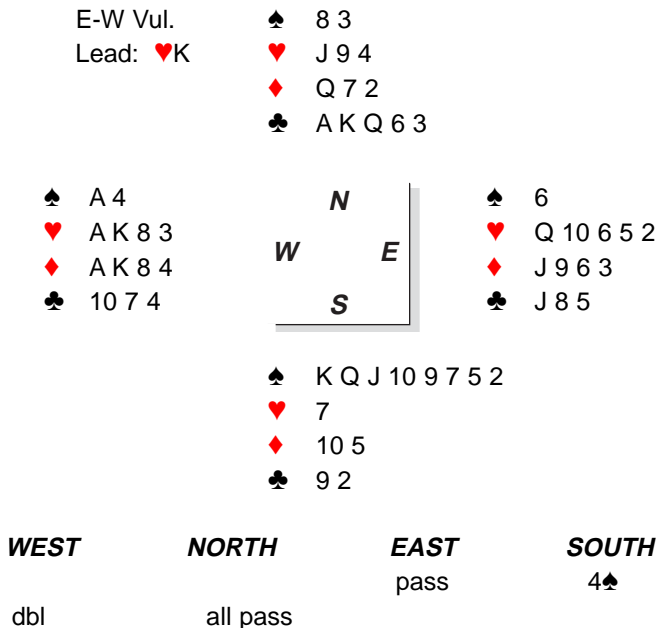 E-W Vul. ♠ 8 3
Lead: ♥K ♥ J 9 4
♦ Q 7 2
♣ A K Q 6 3
♠ A 4 N ♠ 6
♥ A K 8 3 ♥ Q 10 6 5 2
W E
♦ A K 8 4 ♦ J 9 6 3
♣ 10 7 4 S ♣ J 8 5
♠ K Q J 10 9 7 5 2
♥ 7
♦ 10 5
♣ 9 2
WEST NORTH EAST SOUTH
pass 4♠
dbl all pass